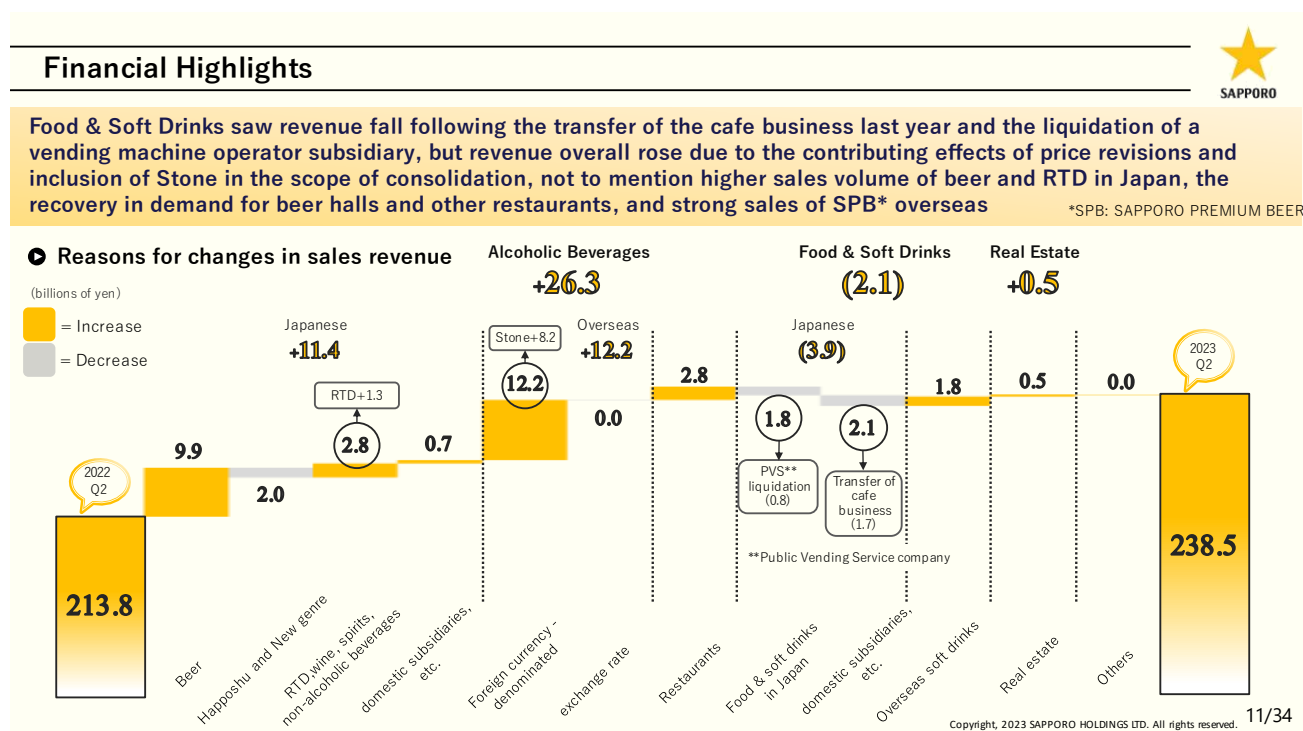 Financial Highlights
SAPPORO
Food & Soft Drinks saw revenue fall following the transfer of the cafe business last year and the liquidation of a
vending machine operator subsidiary, but revenue overall rose due to the contributing effects of price revisions and
inclusion of Stone in the scope of consolidation, not to mention higher sales volume of beer and RTD in Japan, the
recovery in demand for beer halls and other restaurants, and strong sales of SPB* overseas
*SPB: SAPPORO PREMIUM BEER
Reasons for changes in sales revenue
(billions of yen)
= Increase
= Decrease
Alcoholic Beverages
+26.3
Food & Soft Drinks
(2.1)
Real Estate
+0.5
Japanese
+11.4
Overseas
+12.2
Japanese
(3.9)
2022
Q2
213.8
9.9
2.0
RTD+1.3
2.8
0.7
Stone+8.2
12.2
0.0
2.8
1.8
PVS**
liquidation
(0.8)
2.1
Transfer of
cafe
business
(1.7)
**Public Vending Service company
1.8
0.5
0.0
2023
Q2
238.5
Beer
Happoshu and New genre
RTD,wine, spirits,
non-alcoholic beverages
domestic subsidiaries,
etc.
Foreign currency -
denominated
exchange rate
Restaurants
Food & soft drinks
in Japan
domestic subsidiaries,
etc.
Overseas soft drinks
Real estate
Others
Copyright, 2023 SAPPORO HOLDINGS LTD. All rights reserved.
11/34